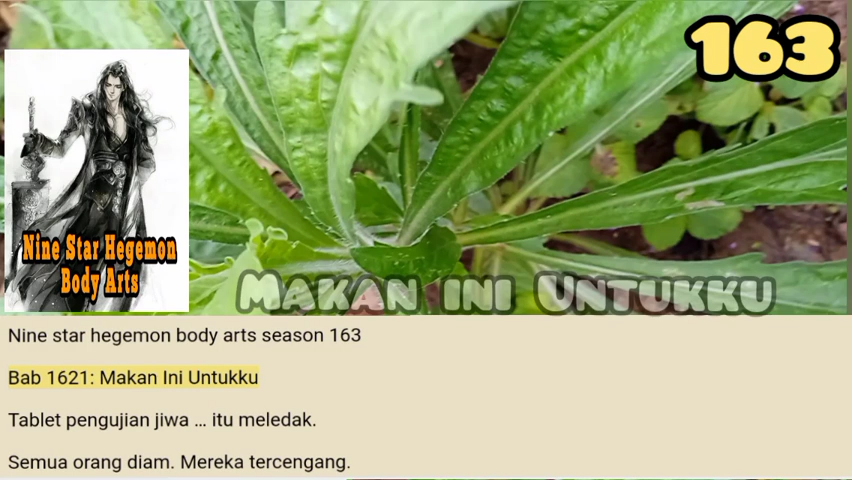 163
Nine Star Hegemon
Body Arts
Makan ini Untukku
Nine star hegemon body arts season 163
Bab 1621: Makan Ini Untukku
Tablet pengujian jiwa ... itu meledak.
Semua orang diam. Mereka tercengang.